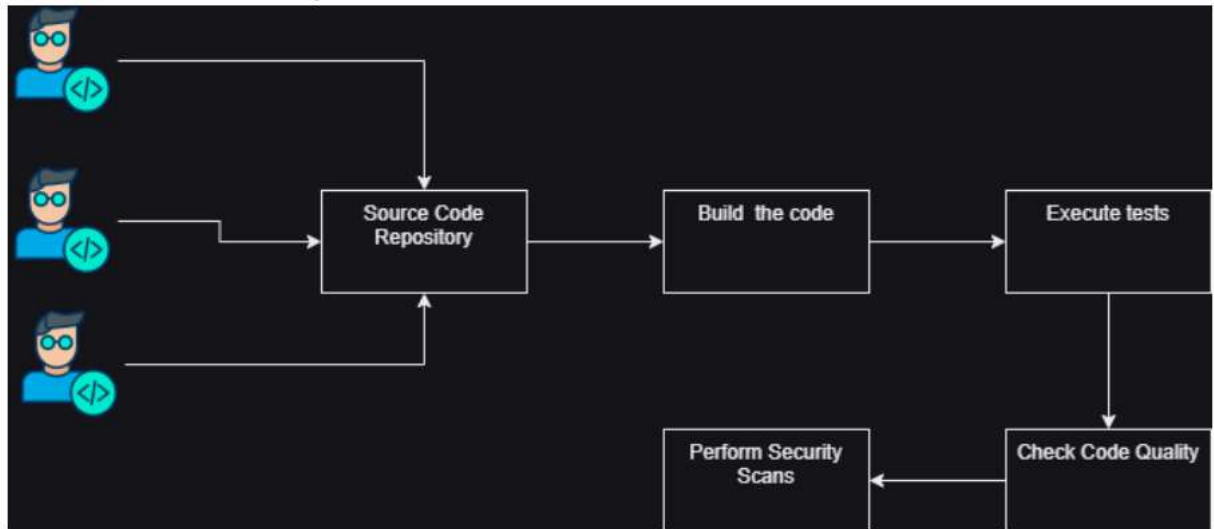 </>
</>
</>
Source Code
Repository
Build the code
Execute tests
Check Code Quality
Perform Security
Scans